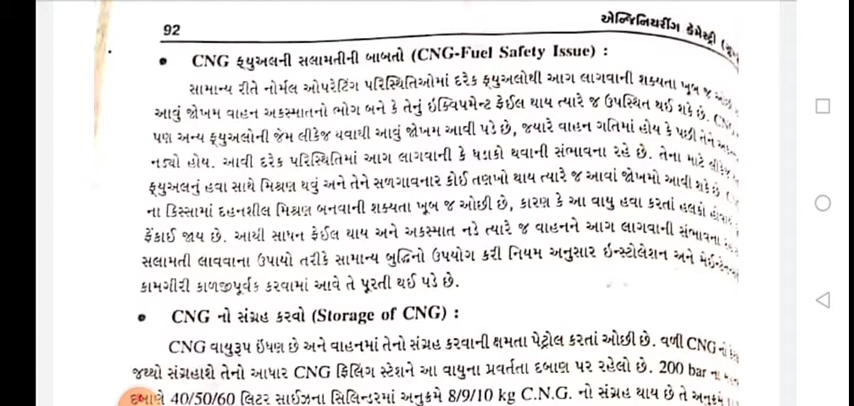 92
એન્જિનિયરીંગ કેમેસ્ટ્રી
• CNG ફ્યુઅલની સલામતીની બાબતો (CNG-Fuel Safety Issue) :
સામાન્ય રીતે નોર્મલ ઓપરેટિંગ પરિસ્થિતિઓમાં દરેક ફ્યુઅલોથી આગ લાગવાની શક્યતા ખૂબ જ ઓછી
આવું જોખમ વાહન અકસ્માતનો ભોગ બને કે તેનું ઇક્વિપમેન્ટ ફેઈલ થાય ત્યારે જ ઉપસ્થિત થઈ શકે છે.
પણ અન્ય ફ્યુઅલોની જેમ લીકેજ થવાથી આવું જોખમ આવી પડે છે, જ્યારે વાહન ગતિમાં હોય કે પછી તેને
નડ્યો હોય. આવી દરેક પરિસ્થિતિમાં આગ લાગવાની કે ધડાકો થવાની સંભાવના રહે છે. તેના માટે લીકેજ
ફ્યુઅલનું હવા સાથે મિશ્રણ થવું અને તેને સળગાવનાર કોઈ તણખો થાય ત્યારે જ આવાં જોખમો આવી શકે છે.
ના કિસ્સામાં દહનશીલ મિશ્રણ બનવાની શક્યતા ખૂબ જ ઓછી છે, કારણ કે આ વાયુ હવા કરતાં હલકો
ફેંકાઈ જાય છે. આથી સાધન ફેઈલ થાય અને અકસ્માત નડે ત્યારે જ વાહનને આગ લાગવાની સંભાવના
સલામતી લાવવાના ઉપાયો તરીકે સામાન્ય બુદ્ધિનો ઉપયોગ કરી નિયમ અનુસાર ઇન્સ્ટોલેશન અને
કામગીરી કાળજીપૂર્વક કરવામાં આવે તે પૂરતી થઈ પડે છે.
• CNG નો સંગ્રહ કરવો (Storage of CNG) :
CNG વાયુરૂપ ઇંધણ છે અને વાહનમાં તેનો સંગ્રહ કરવાની ક્ષમતા પેટ્રોલ કરતાં ઓછી છે. વળી CNG નો
જથ્થો સંગ્રહાશે તેનો આધાર CNG ફિલિંગ સ્ટેશને આ વાયુના પ્રવર્તતા દબાણ પર રહેલો છે. 200 bar ના
દબાણે 40/50/60 લિટર સાઈઝના સિલિન્ડરમાં અનુક્રમે 8/9/10 kg C.N.G. નો સંગ્રહ થાય છે તે અનુક્રમે